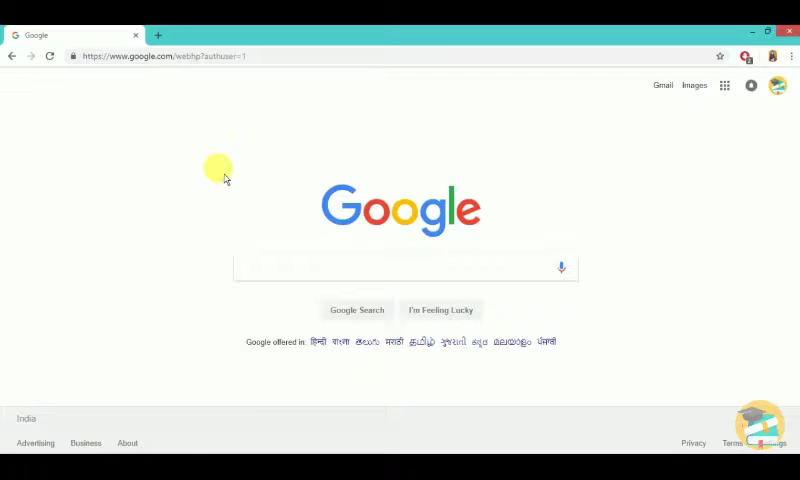 Google
https://www.google.com/webhp?authuser=1
Gmail Images
Google
Google Search I'm Feeling Lucky
Google offered in: हिन्दी বাংলা తెలుగు मराठी தமிழ் ગુજરાતી ಕನ್ನಡ മലയാളം ਪੰਜਾਬੀ
India
Advertising Business About Privacy Terms